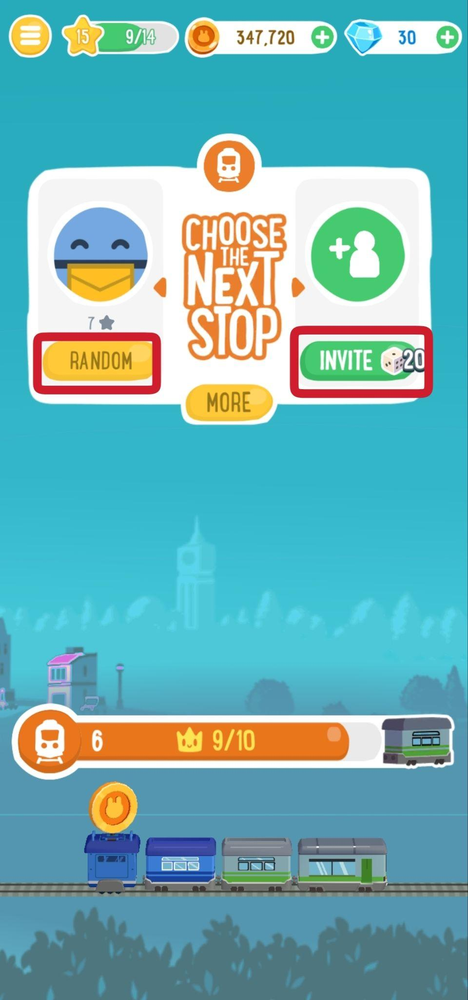 15 9/14 347,720 30
CHOOSE
THE
NEXT
STOP
7
RANDOM
INVITE 20
MORE
6 9/10